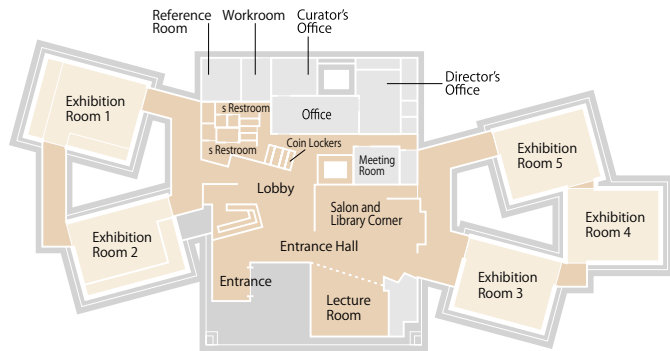 Reference
Room
Workroom
Curator's
Office
Director's
Office
Exhibition
Room 1
s Restroom
Office
s Restroom
Coin Lockers
Meeting
Room
Exhibition
Room 5
Lobby
Salon and
Library Corner
Exhibition
Room 2
Exhibition
Room 4
Entrance Hall
Exhibition
Room 3
Entrance
Lecture
Room